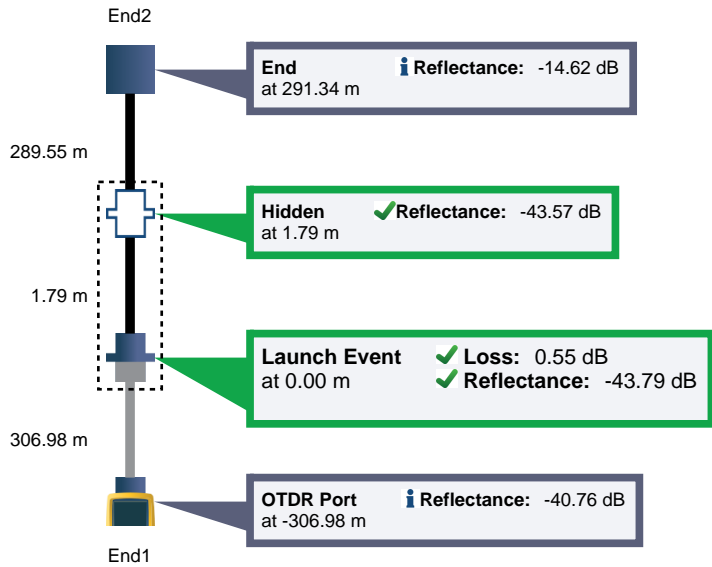 End2
End
Reflectance: -14.62 dB
at 291.34 m
289.55 m
Hidden
Reflectance: -43.57 dB
at 1.79 m
1.79 m
Launch Event
Loss: 0.55 dB
at 0.00 m
Reflectance: -43.79 dB
306.98 m
OTDR Port
Reflectance: -40.76 dB
at -306.98 m
End1